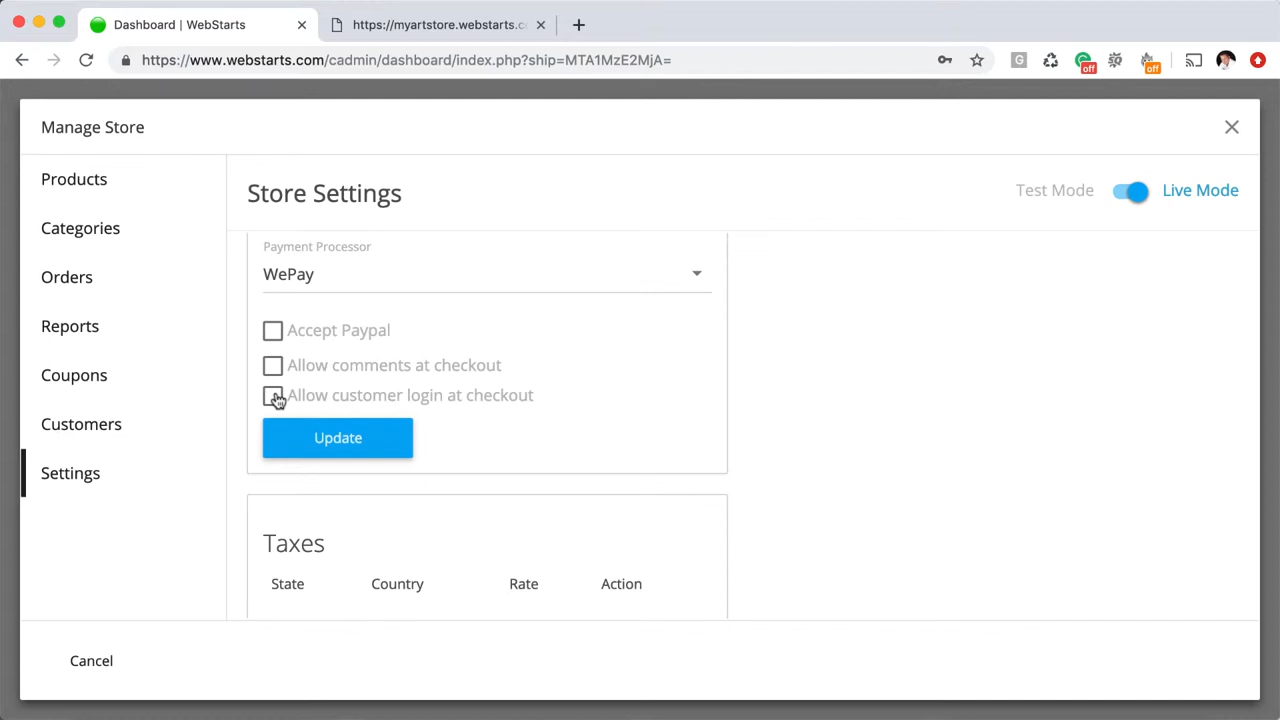 Dashboard | WebStarts
https://myartstore.webstarts.c
https://www.webstarts.com/cadmin/dashboard/index.php?ship=MTA1MzE2MjA=
G
off
off
Manage Store
Products
Categories
Orders
Reports
Coupons
Customers
Settings
Store Settings
Test Mode
Live Mode
Payment Processor
WePay
Accept Paypal
Allow comments at checkout
Allow customer login at checkout
Update
Taxes
State Country Rate Action
Cancel